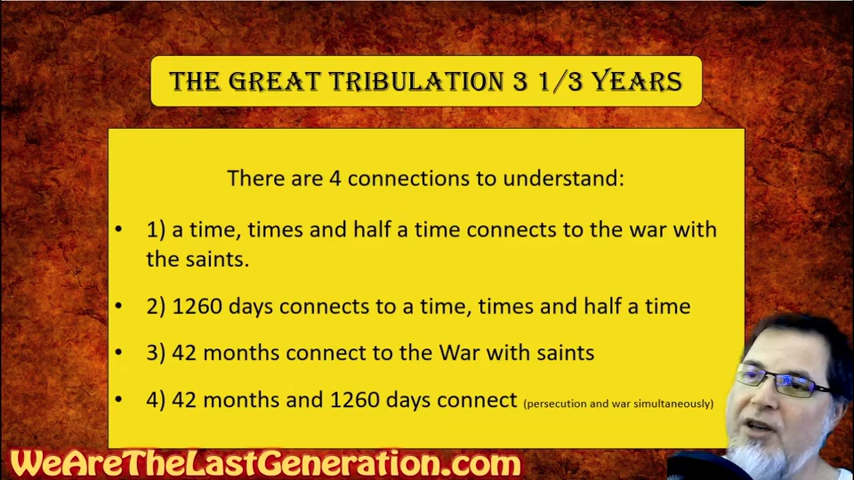 THE GREAT TRIBULATION 3 1/3 YEARS
There are 4 connections to understand:
• 1) a time, times and half a time connects to the war with
the saints.
• 2) 1260 days connects to a time, times and half a time
• 3) 42 months connect to the War with saints
• 4) 42 months and 1260 days connect (persecution and war simultaneously)
WeAreTheLastGeneration.com